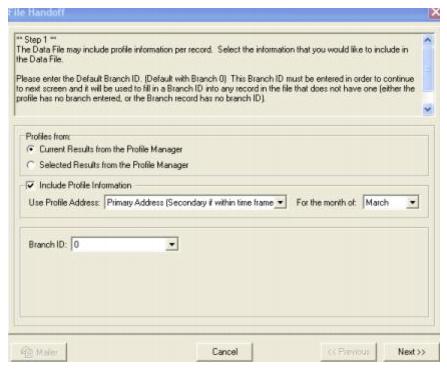 File Handoff
** Step 1 **
The Data File may include profile information per record. Select the information that you would like to include in
the Data File.
Please enter the Default Branch ID. (Default with Branch 0) This Branch ID must be entered in order to continue
to next screen and it will be used to fill in a Branch ID into any record in the file that does not have one (either the
profile has no branch entered, or the Branch record has no branch ID).
Profiles from:
Current Results from the Profile Manager
Selected Results from the Profile Manager
Include Profile Information
Use Profile Address: Primary Address (Secondary if within time frame For the month of: March
Branch ID: 0
Mailer Cancel << Previous Next >>